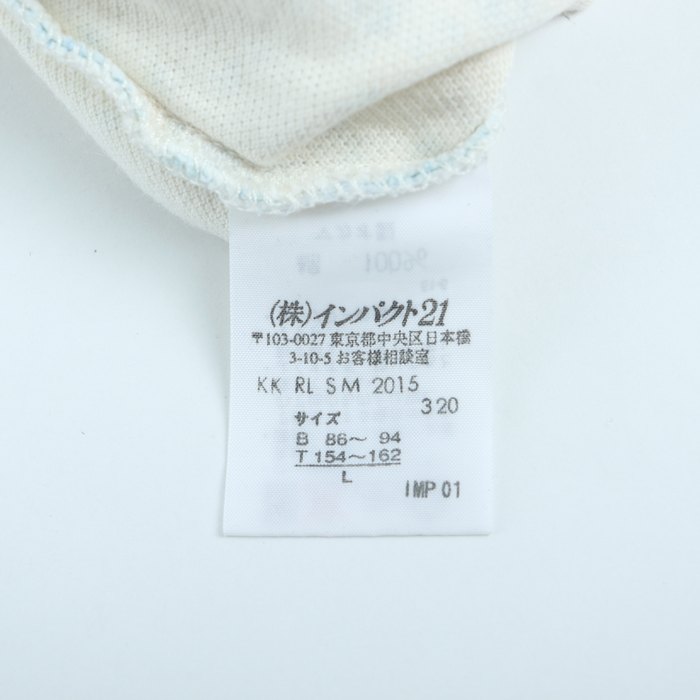 (株)インパクト21
〒103-0027 東京都中央区日本橋
3-10-5 お客様相談室
KK RL SM 2015
320
サイズ
B 86～ 94
T 154～162
L
IMP 01